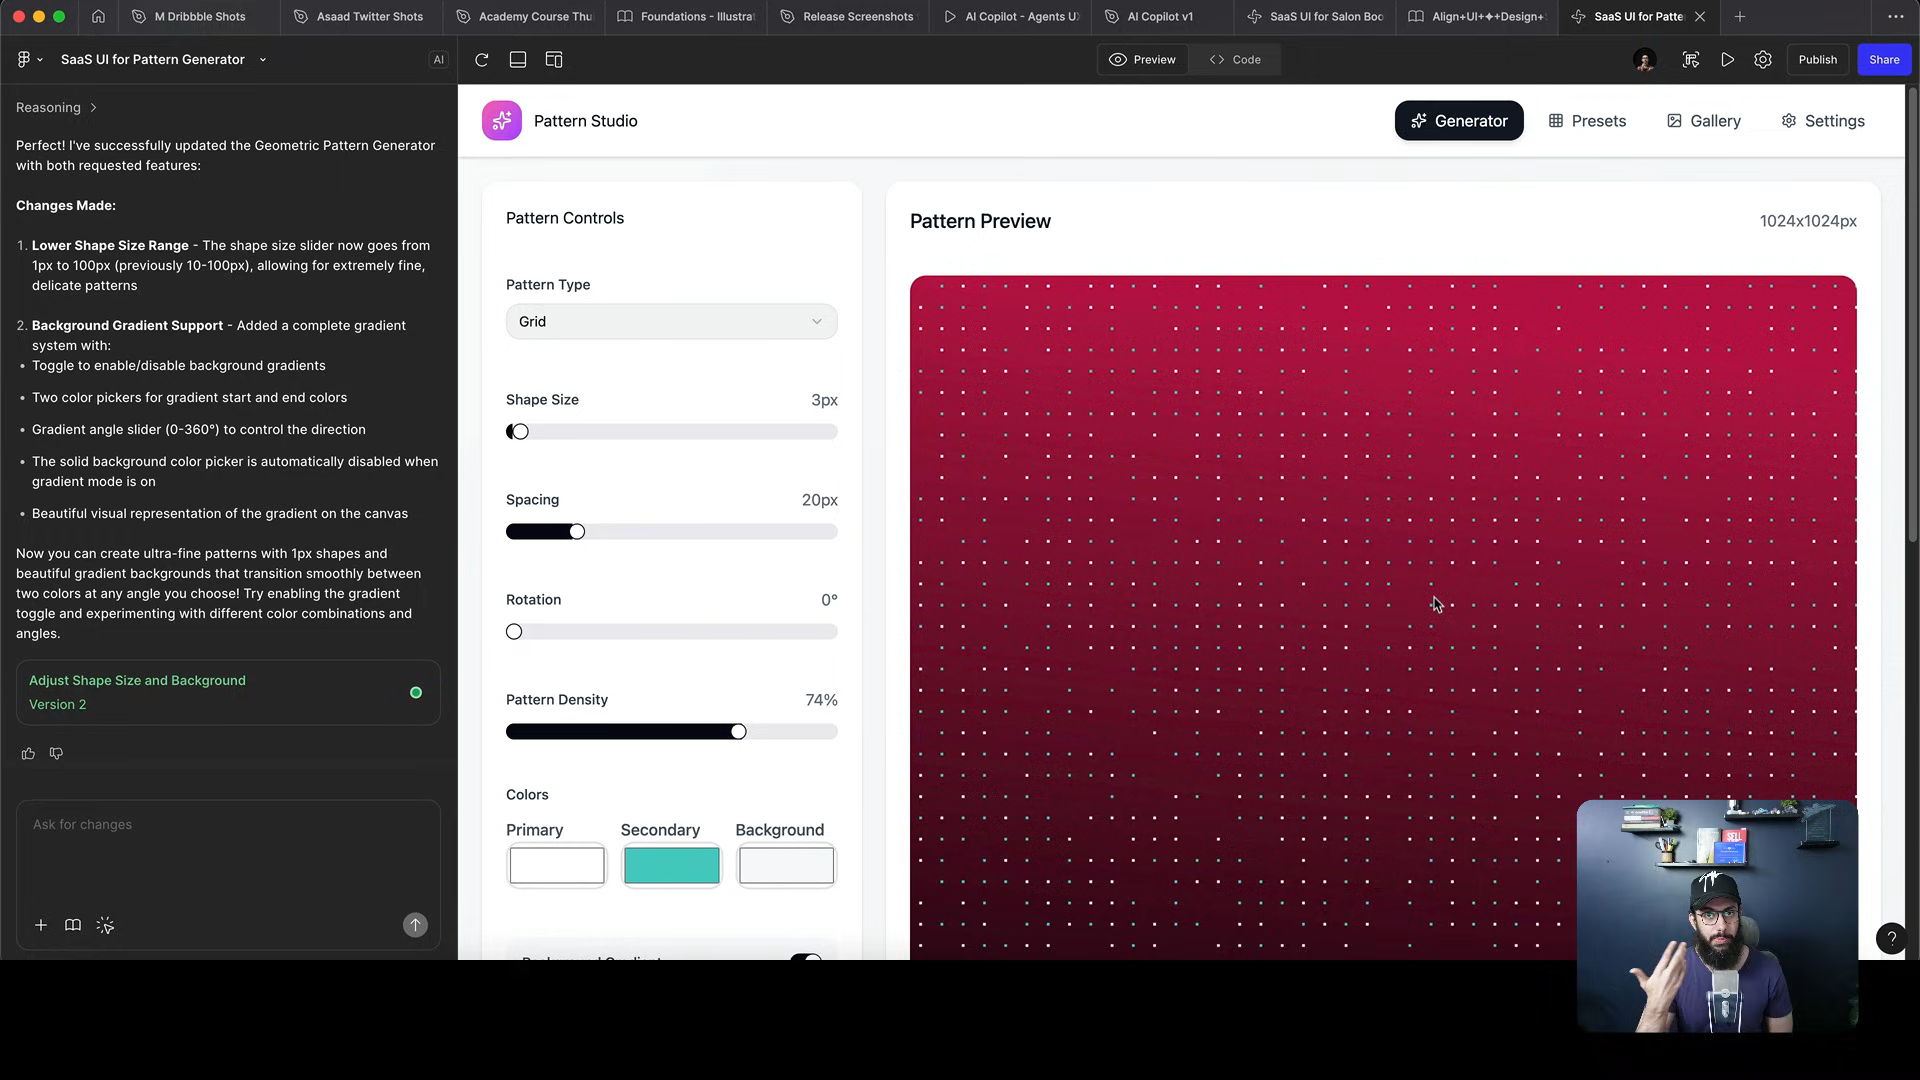 M Dribbble Shots
Asaad Twitter Shots
Academy Course Thu
Foundations - Illustra
Release Screenshots
AI Copilot - Agents UX
AI Copilot v1
SaaS UI for Salon Boo
Align+UI+✦+Design+
SaaS UI for Patte
SaaS UI for Pattern Generator
AI
Preview
Code
Publish
Share
Reasoning
Perfect! I've successfully updated the Geometric Pattern Generator
with both requested features:
Changes Made:
1. Lower Shape Size Range - The shape size slider now goes from
1px to 100px (previously 10-100px), allowing for extremely fine,
delicate patterns
2. Background Gradient Support - Added a complete gradient
system with:
• Toggle to enable/disable background gradients
• Two color pickers for gradient start and end colors
• Gradient angle slider (0-360°) to control the direction
• The solid background color picker is automatically disabled when
gradient mode is on
• Beautiful visual representation of the gradient on the canvas
Now you can create ultra-fine patterns with 1px shapes and
beautiful gradient backgrounds that transition smoothly between
two colors at any angle you choose! Try enabling the gradient
toggle and experimenting with different color combinations and
angles.
Adjust Shape Size and Background
Version 2
Ask for changes
Pattern Studio
Generator
Presets
Gallery
Settings
Pattern Controls
Pattern Type
Grid
Shape Size
3px
Spacing
20px
Rotation
0°
Pattern Density
74%
Colors
Primary
Secondary
Background
Background Gradient
Pattern Preview
1024x1024px
SELL
?